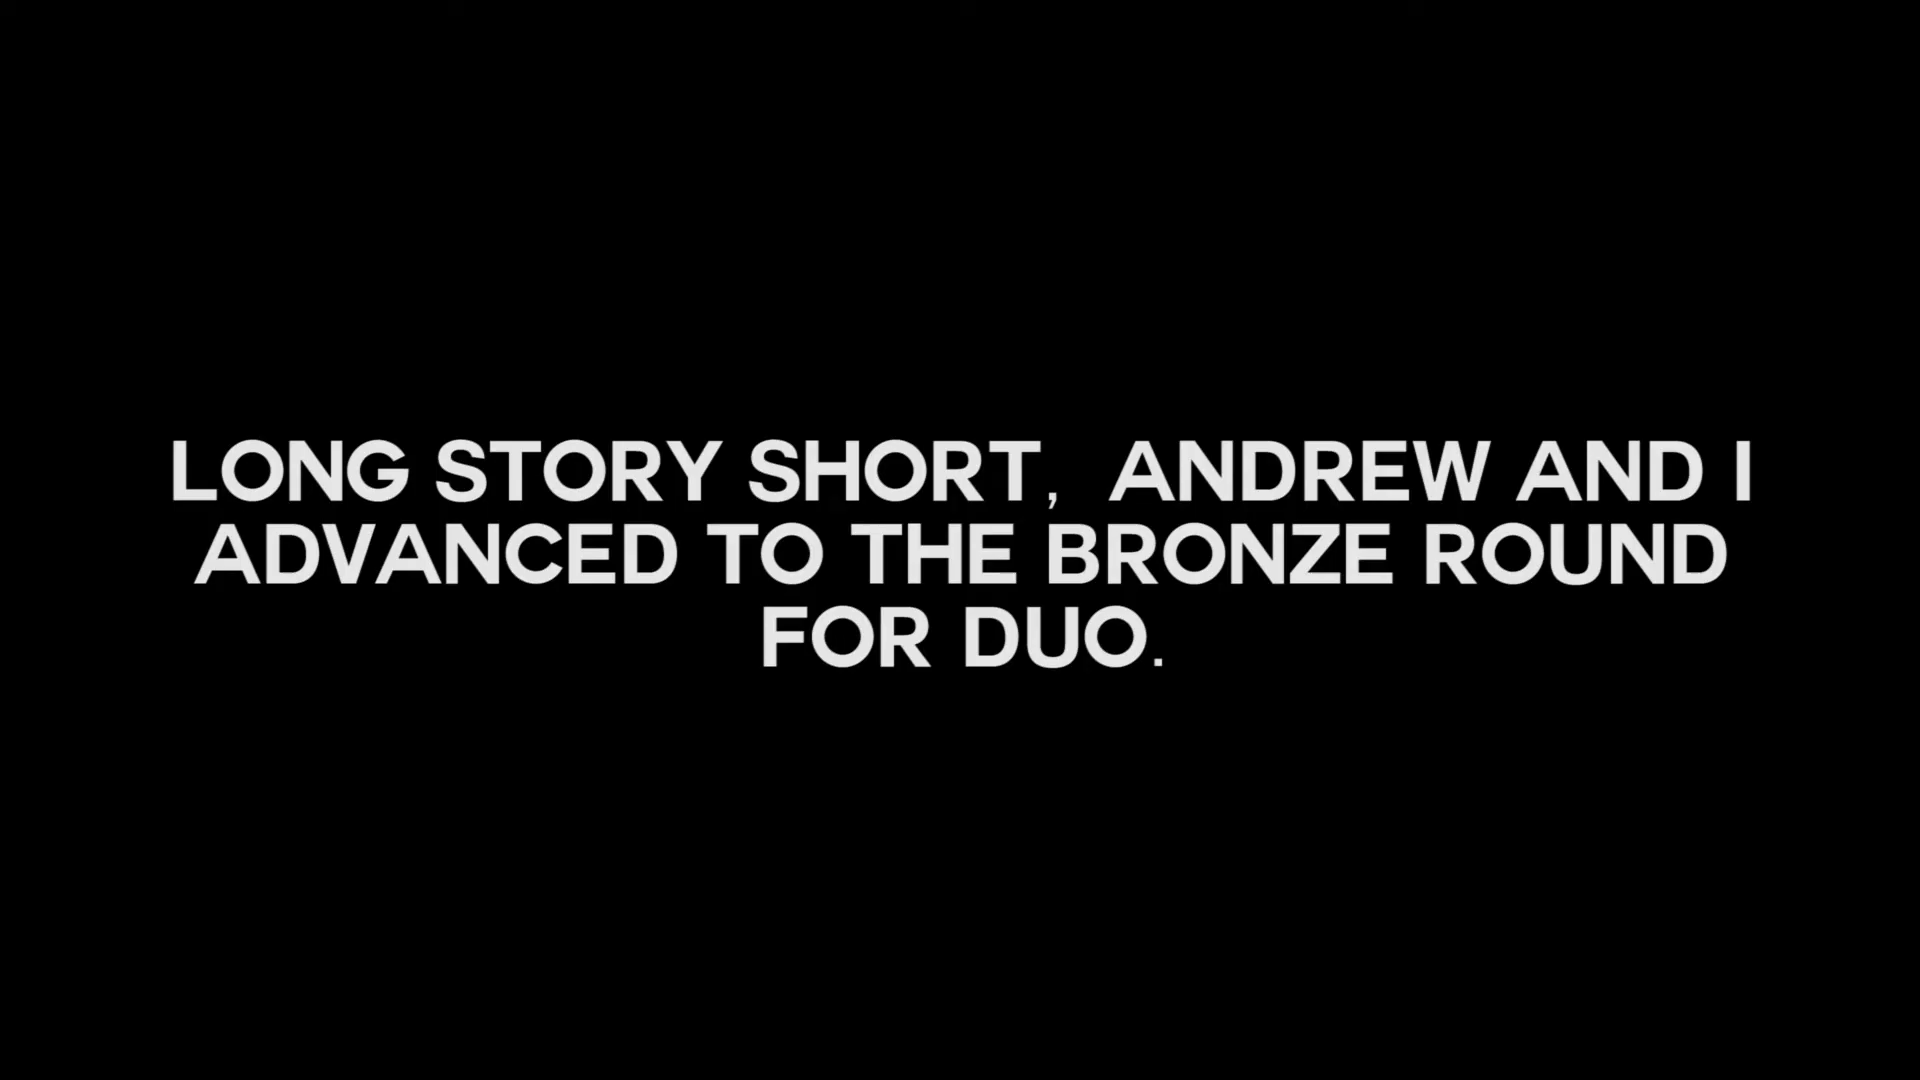 LONG STORY SHORT, ANDREW AND I
ADVANCED TO THE BRONZE ROUND
FOR DUO.